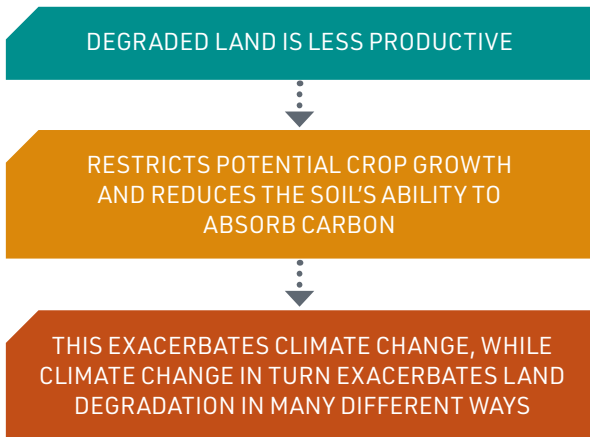 DEGRADED LAND IS LESS PRODUCTIVE
RESTRICTS POTENTIAL CROP GROWTH
AND REDUCES THE SOIL'S ABILITY TO
ABSORB CARBON
THIS EXACERBATES CLIMATE CHANGE, WHILE
CLIMATE CHANGE IN TURN EXACERBATES LAND
DEGRADATION IN MANY DIFFERENT WAYS